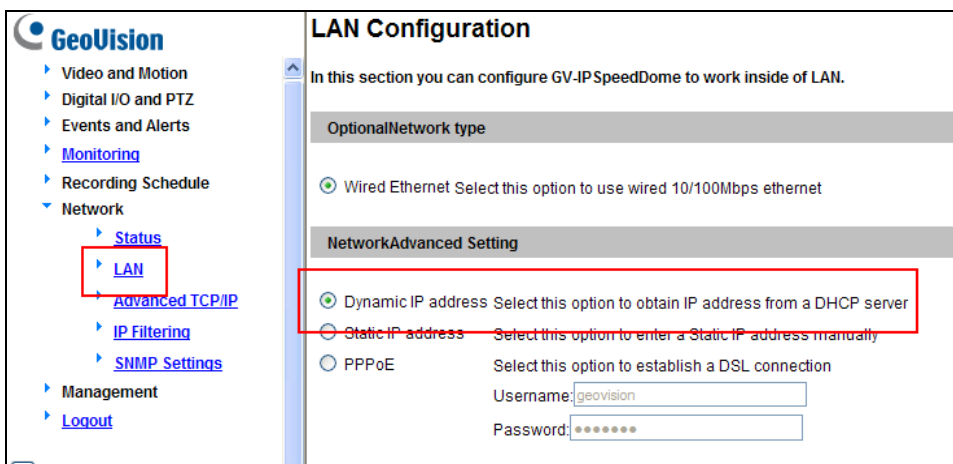 GeoVision
Video and Motion
Digital I/O and PTZ
Events and Alerts
Monitoring
Recording Schedule
Network
Status
LAN
Advanced TCP/IP
IP Filtering
SNMP Settings
Management
Logout
LAN Configuration
In this section you can configure GV-IPSpeedDome to work inside of LAN.
OptionalNetwork type
Wired Ethernet Select this option to use wired 10/100Mbps ethernet
NetworkAdvanced Setting
Dynamic IP address Select this option to obtain IP address from a DHCP server
Static IP address Select this option to enter a Static IP address manually
PPPoE Select this option to establish a DSL connection
Username: geovision
Password: ●●●●●●●